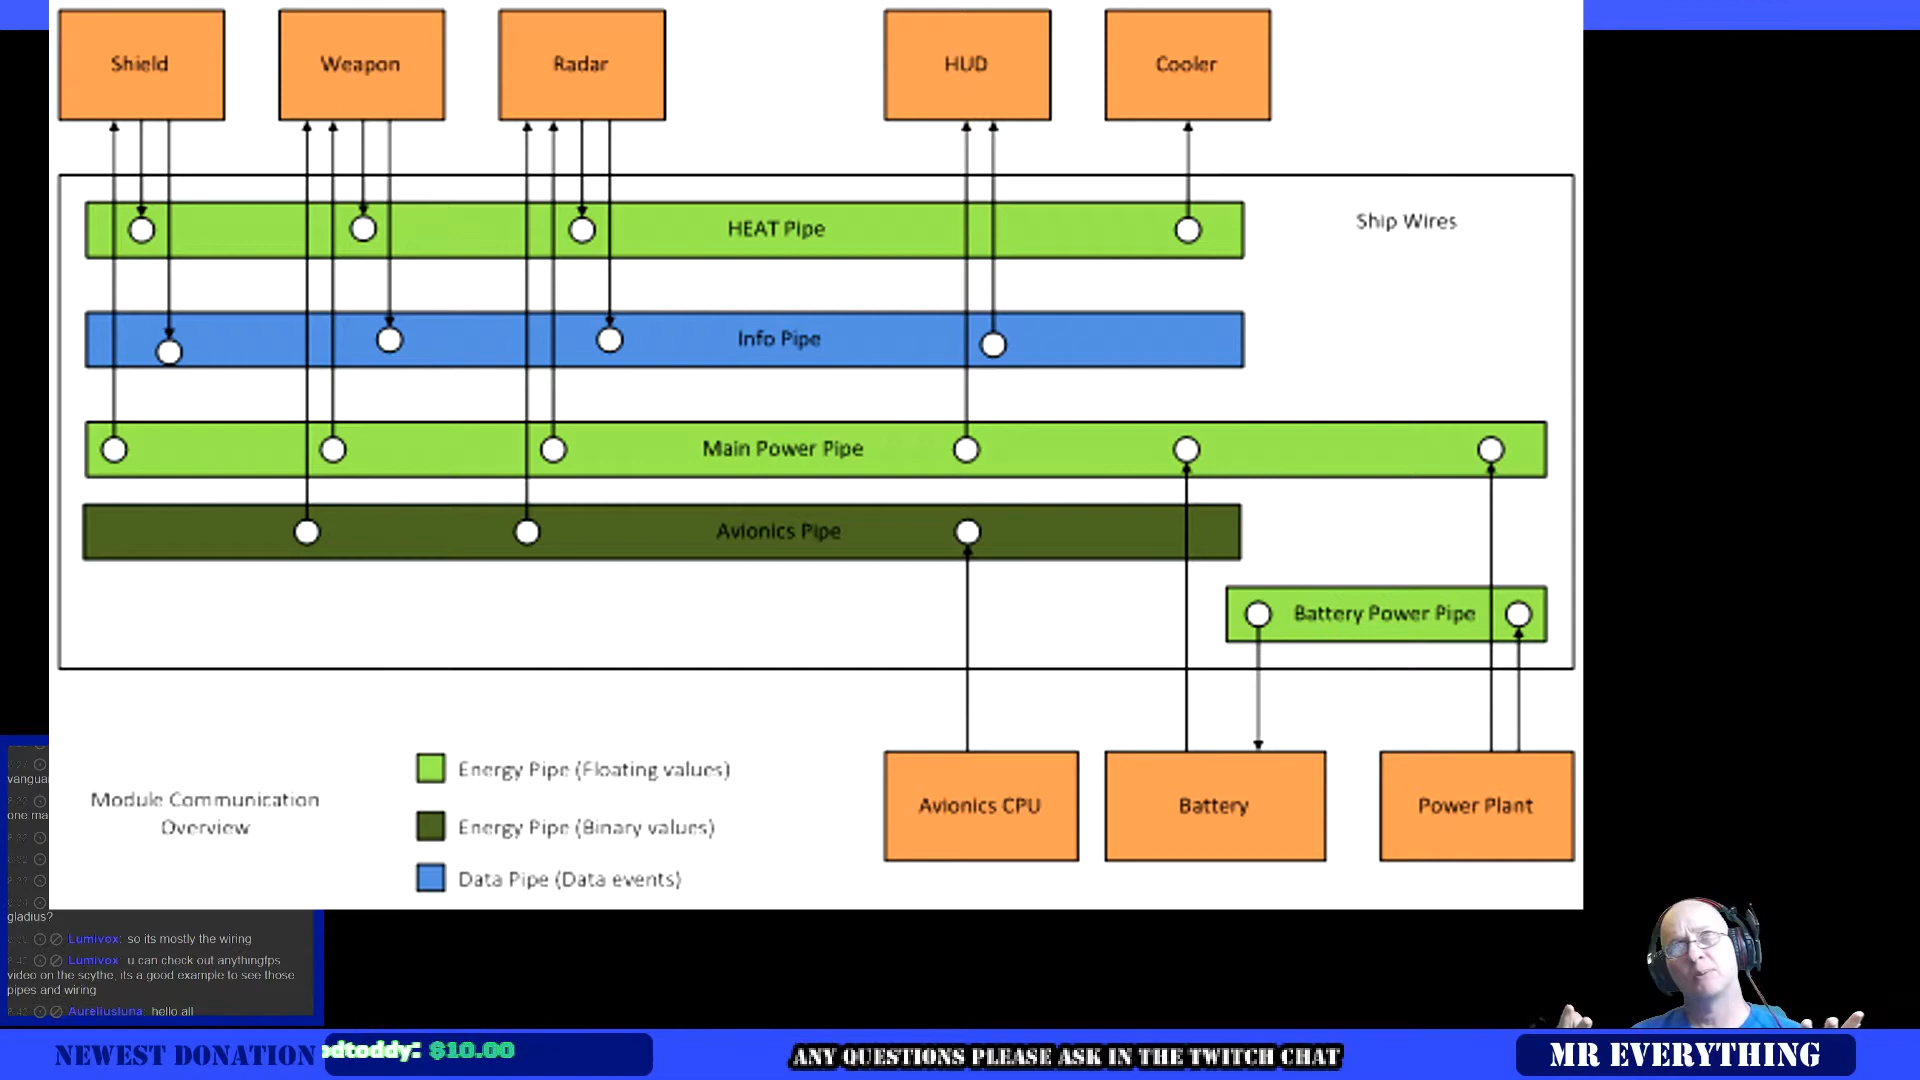 Shield
Weapon
Radar
HUD
Cooler
HEAT Pipe
Ship Wires
Info Pipe
Main Power Pipe
Avionics Pipe
Battery Power Pipe
Energy Pipe (Floating values)
Module Communication
Overview
Energy Pipe (Binary values)
Data Pipe (Data events)
Avionics CPU
Battery
Power Plant
one
gladius?
Lumivox: so its mostly the wiring
Lumivox: u can check out anythingfps
video on the scythe, its a good example to see those
pipes and wiring
Aureliusluna: hello all
NEWEST DONATION
dtoddy: $10.00
ANY QUESTIONS PLEASE ASK IN THE TWITCH CHAT
MR EVERYTHING